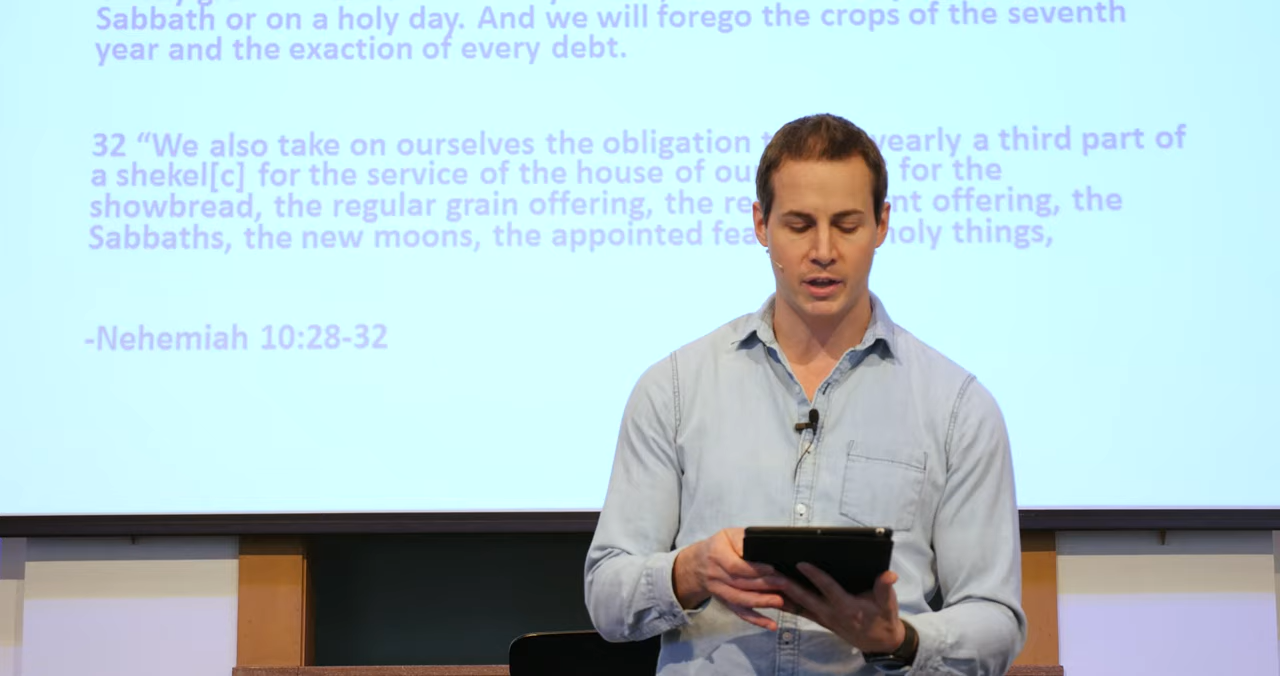 Sabbath or on a holy day. And we will forego the crops of the seventh
year and the exaction of every debt.
32 “We also take on ourselves the obligation yearly a third part of
a shekel[c] for the service of the house of our for the
showbread, the regular grain offering, the offering, the
Sabbaths, the new moons, the appointed holy things,
-Nehemiah 10:28-32